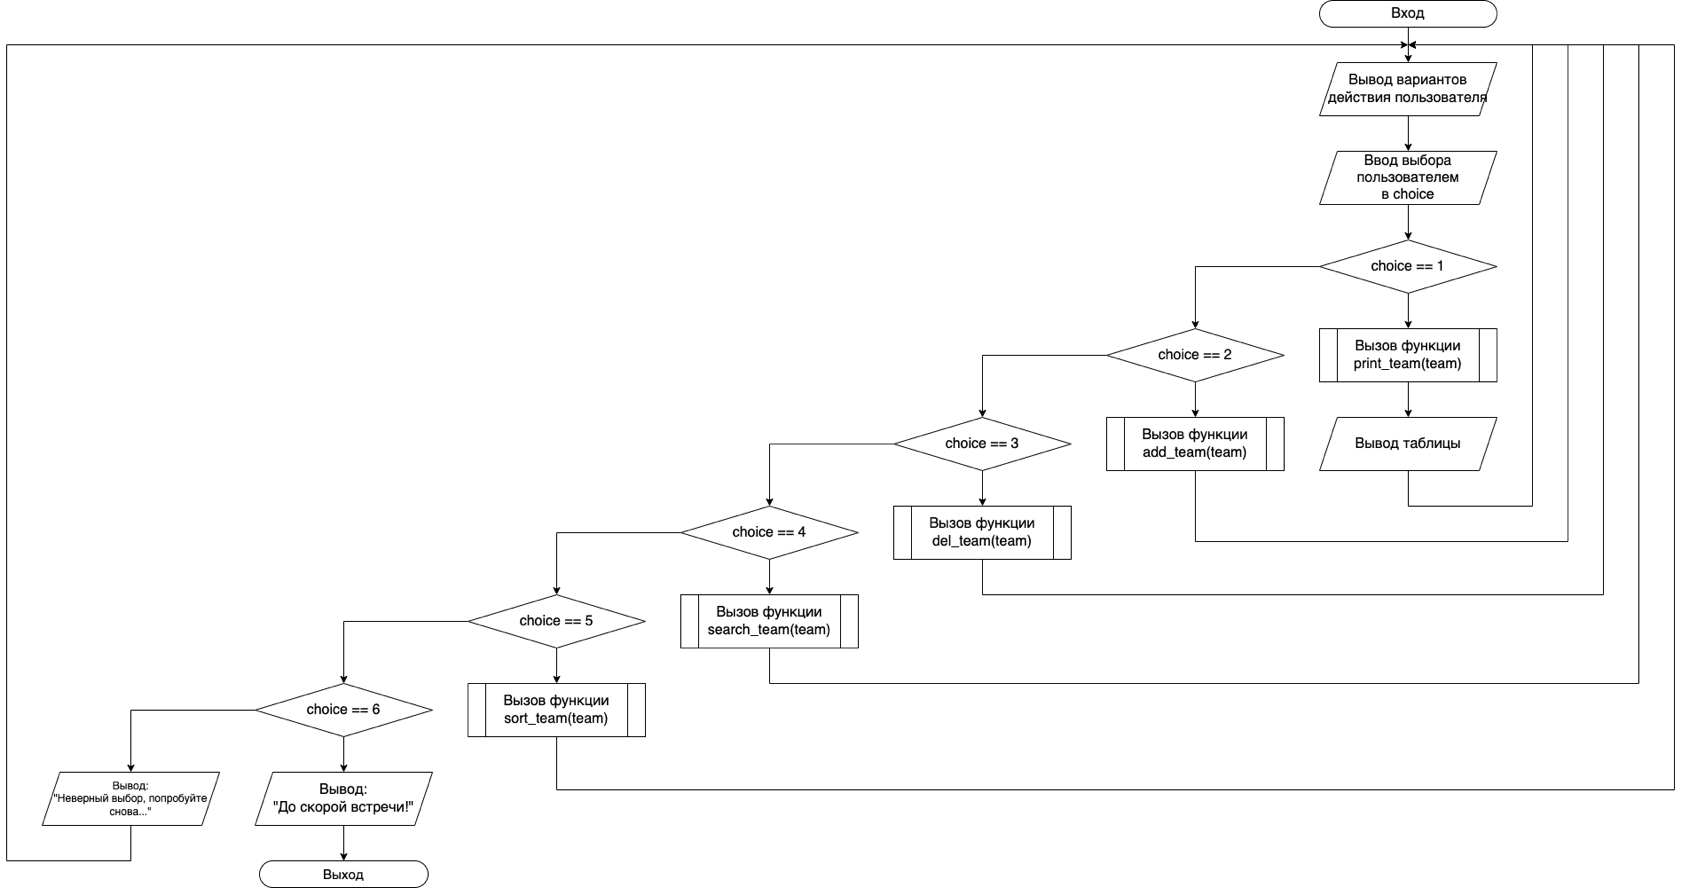 Вход
Вывод вариантов
действия пользователя
Ввод выбора
пользователем
в choice
choice == 1
Вызов функции
print_team(team)
Вывод таблицы
choice == 2
Вызов функции
add_team(team)
choice == 3
Вызов функции
del_team(team)
choice == 4
Вызов функции
search_team(team)
choice == 5
Вызов функции
sort_team(team)
choice == 6
Вывод:
"Неверный выбор, попробуйте
снова..."
Вывод:
"До скорой встречи!"
Выход